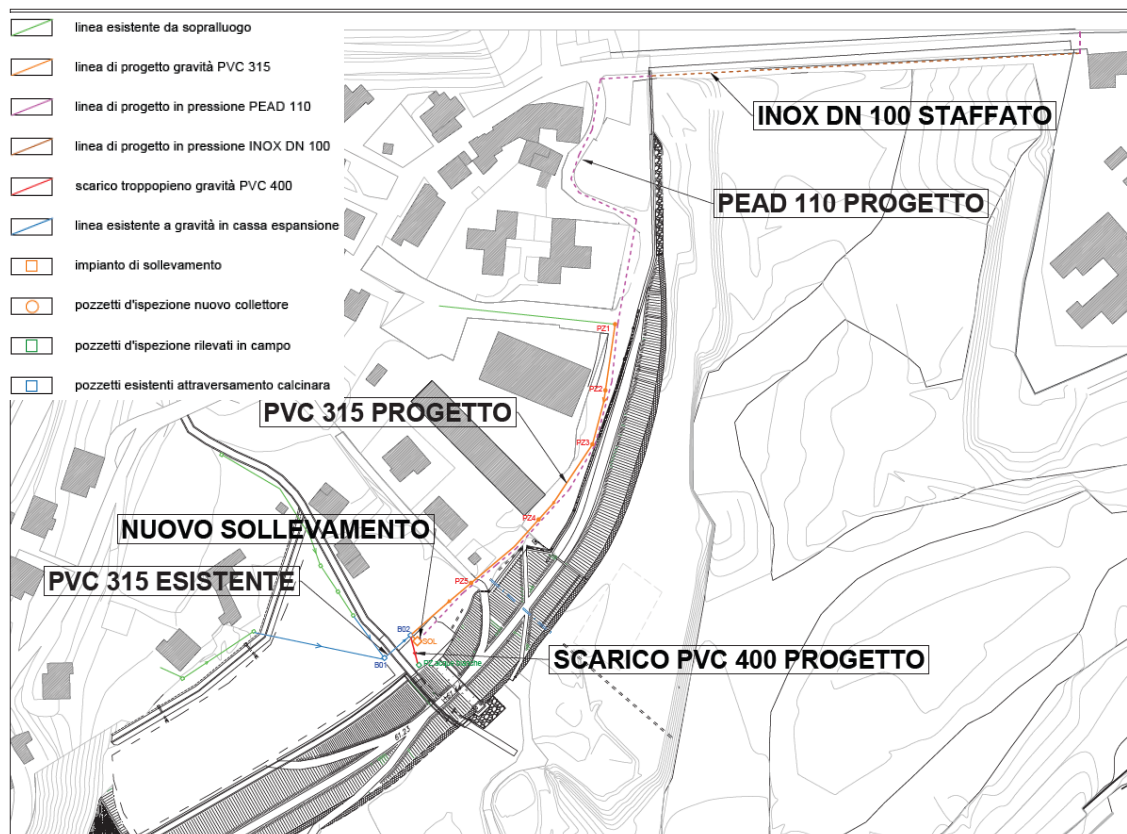 linea esistente da sopralluogo
linea di progetto gravità PVC 315
linea di progetto in pressione PEAD 110
linea di progetto in pressione INOX DN 100
scarico troppopieno gravità PVC 400
linea esistente a gravità in cassa espansione
impianto di sollevamento
pozzetti d'ispezione nuovo collettore
pozzetti d'ispezione rilevati in campo
pozzetti esistenti attraversamento calcinara
INOX DN 100 STAFFATO
PEAD 110 PROGETTO
PZ1
PZ2
PVC 315 PROGETTO
PZ3
PZ4
NUOVO SOLLEVAMENTO
PVC 315 ESISTENTE
PZ5
B02
SOL
B01
PZ
SCARICO PVC 400 PROGETTO
61.23